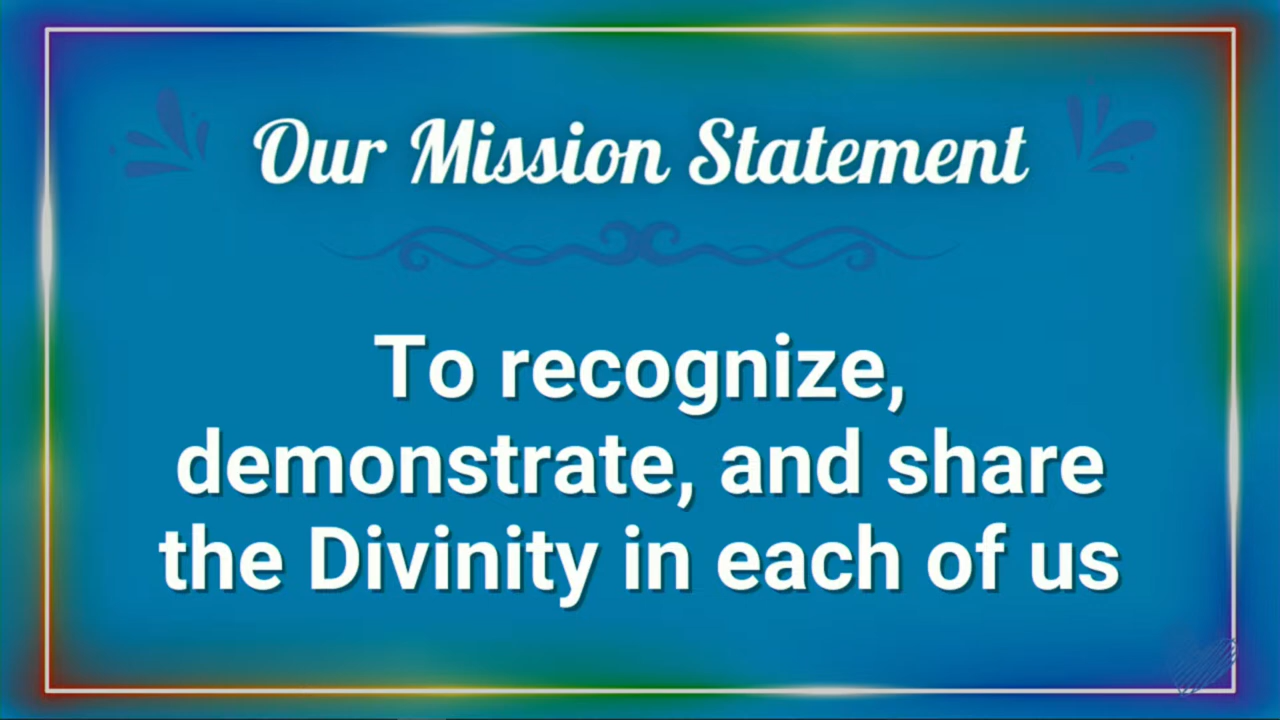 Our Mission Statement
To recognize,
demonstrate, and share
the Divinity in each of us